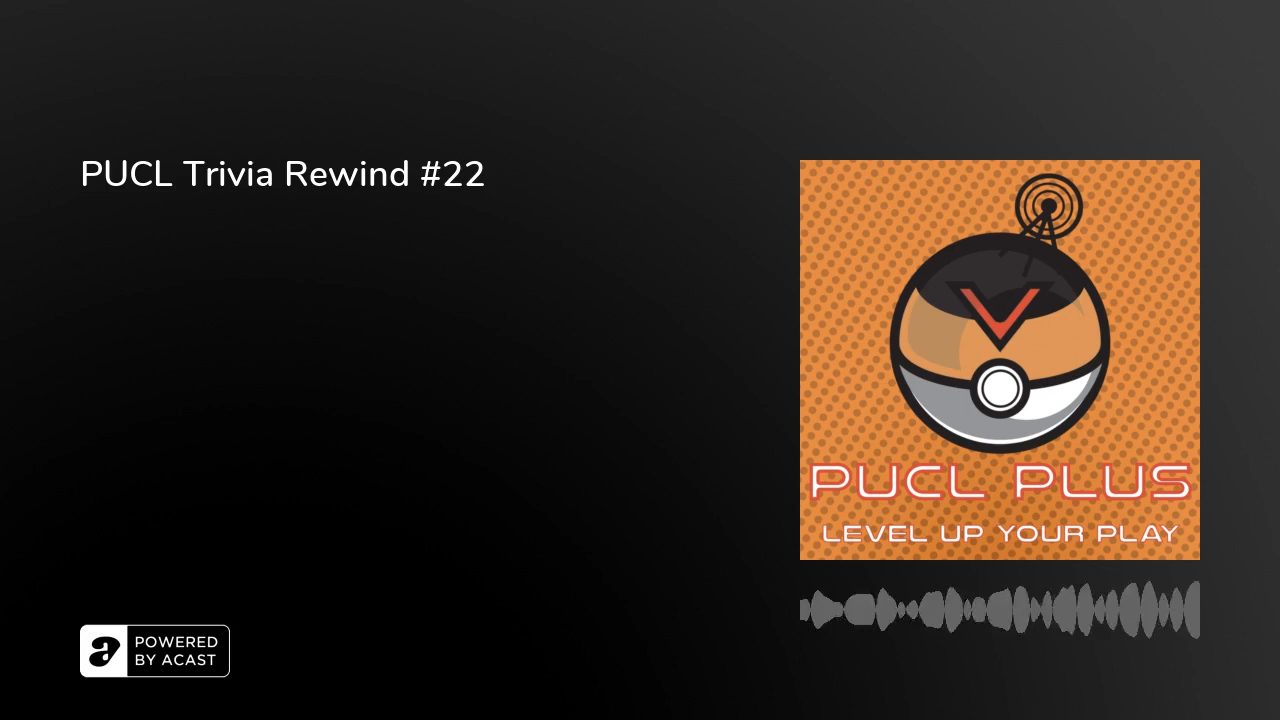 PUCL Trivia Rewind #22
PUCL PLUS
LEVEL UP YOUR PLAY
POWERED
BY ACAST